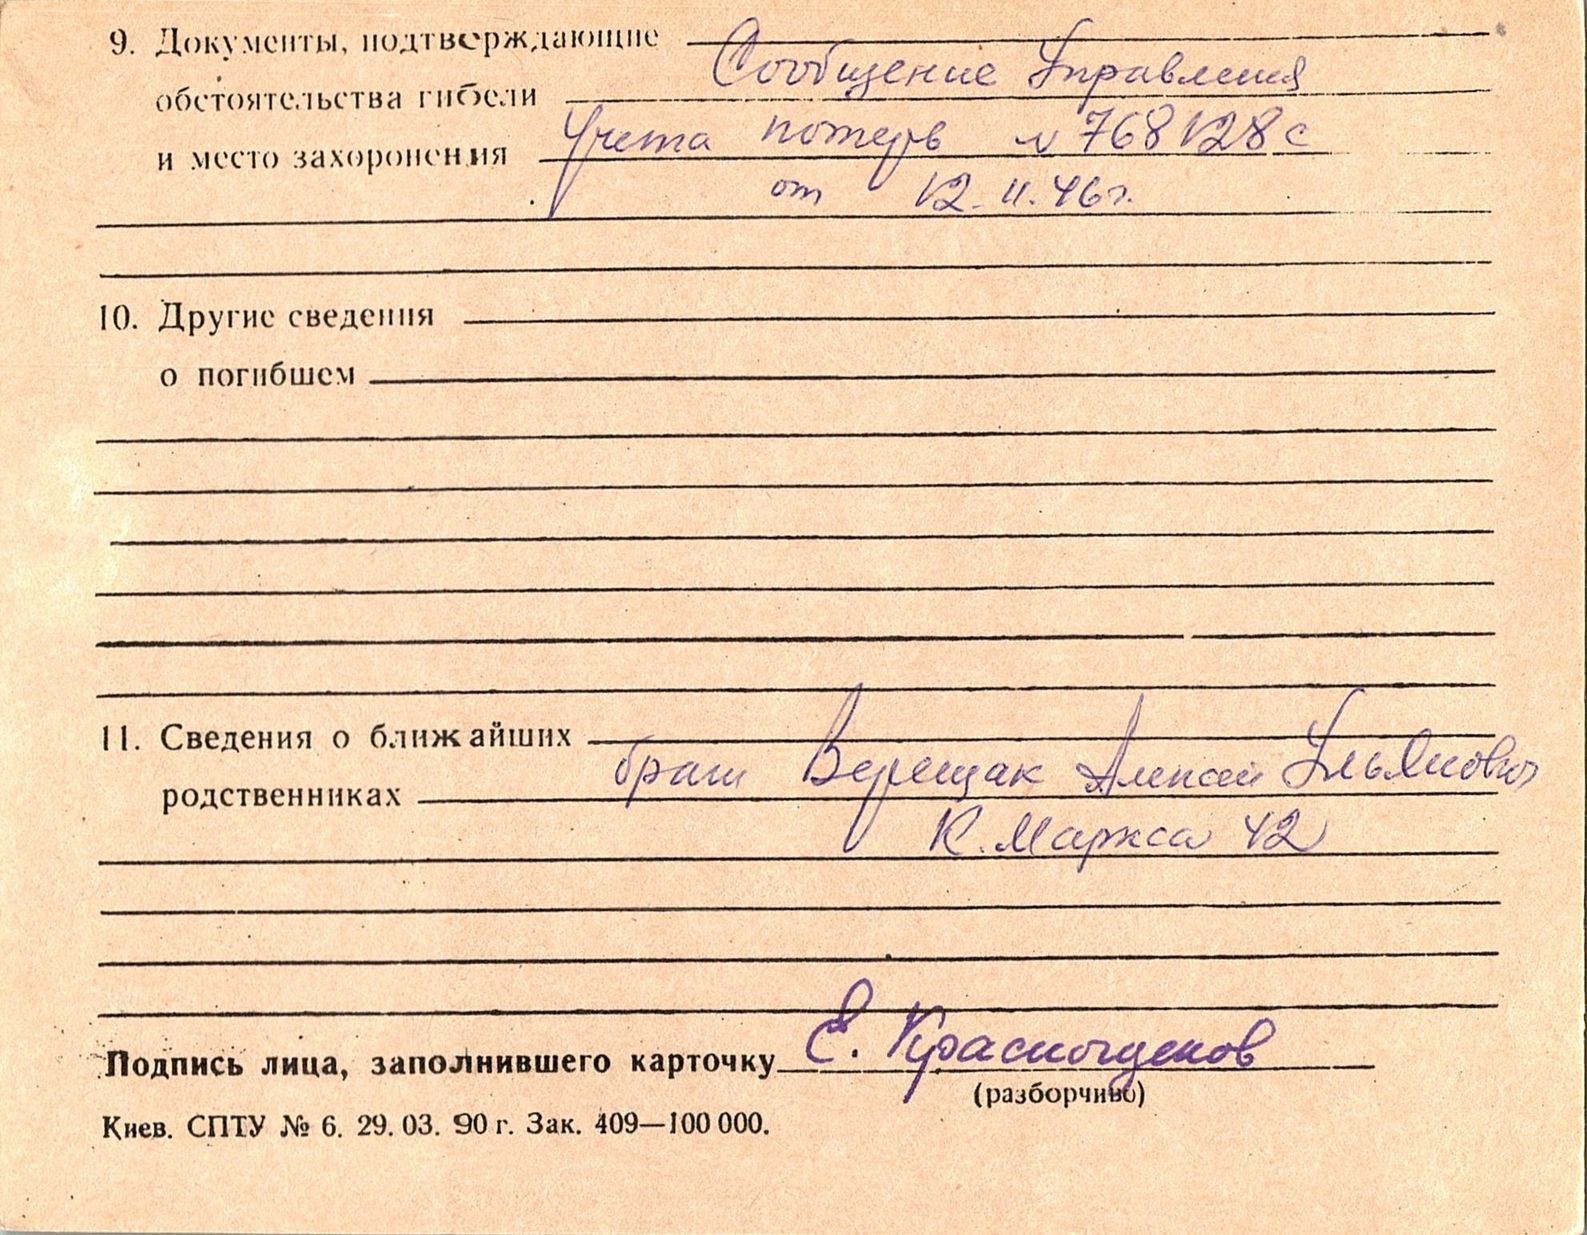 9. Документы, подтверждающие
обстоятельства гибели Сообщение Управления
и место захоронения Учета потерь № 768128с
от 12.11.46г.
10. Другие сведения
о погибшем
11. Сведения о ближайших
родственниках брат Верещак Алексей Ульянович
К. Маркса 42
Подпись лица, заполнившего карточку Е.
(разборчиво)
Киев. СПТУ № 6. 29.03.90 г. Зак. 409—100 000.